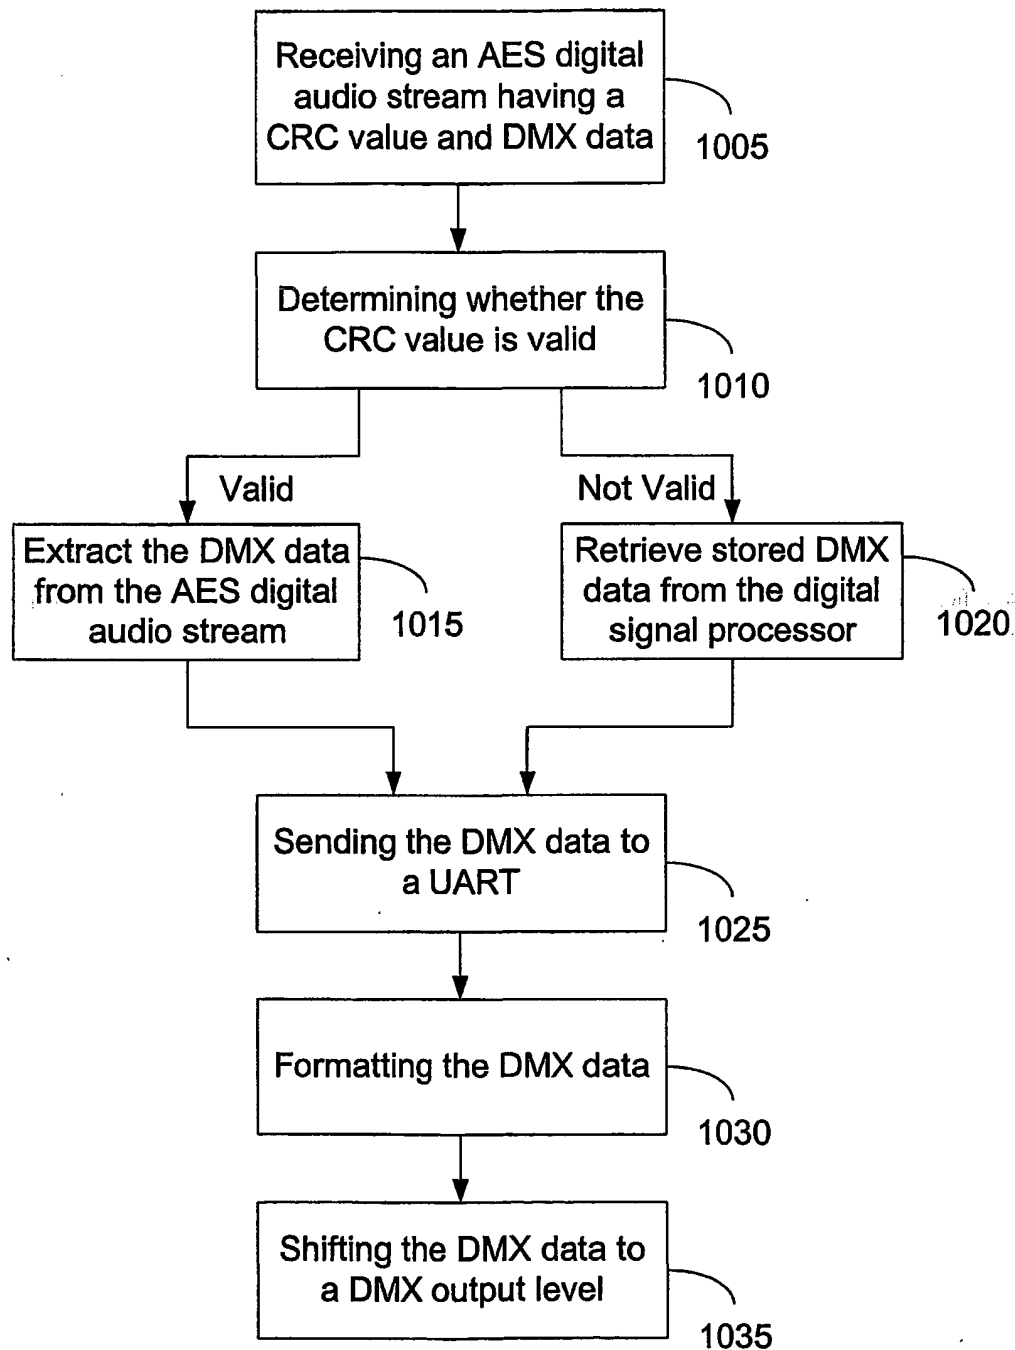 Receiving an AES digital
audio stream having a
CRC value and DMX data
1005
Determining whether the
CRC value is valid
1010
Valid
Not Valid
Extract the DMX data
from the AES digital
audio stream
1015
Retrieve stored DMX
data from the digital
signal processor
1020
Sending the DMX data to
a UART
1025
Formatting the DMX data
1030
Shifting the DMX data to
a DMX output level
1035